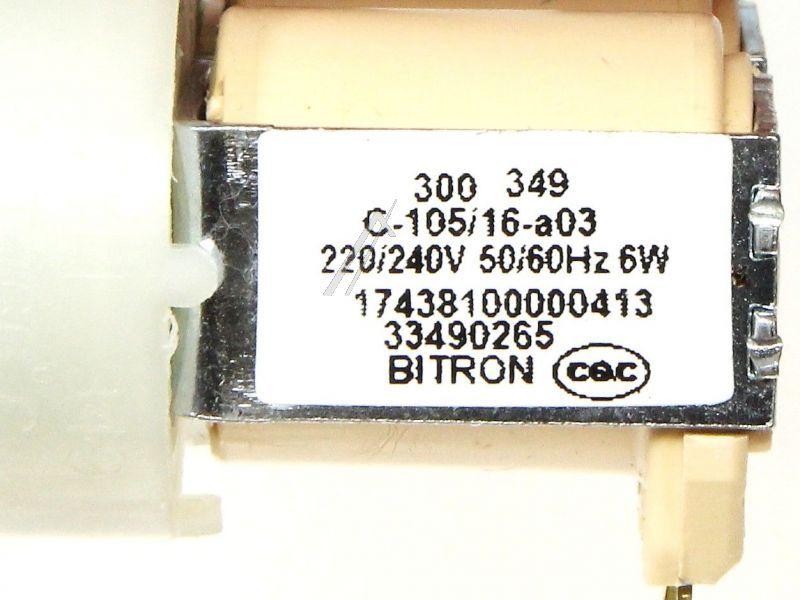 300 349
C-105/16-a03
220/240V 50/60Hz 6W
17438100000413
33490265
BITRON CQC